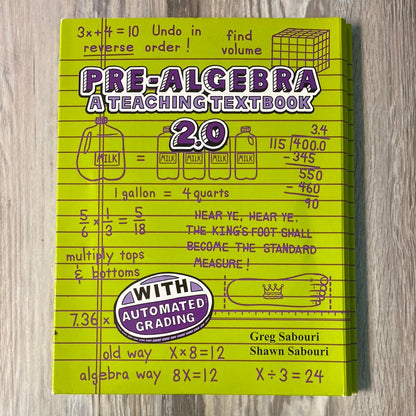 3x+4=10 Undo in
reverse order!
find
volume
PRE-ALGEBRA
A TEACHING TEXTBOOK
2.0
MILK = MILK MILK MILK MILK
1 gallon = 4 quarts
3.4
115 √400.0
-345
550
-460
90
5/6 × 1/3 = 5/18
multiply tops
& bottoms
HEAR YE, HEAR YE.
THE KING'S FOOT SHALL
BECOME THE STANDARD
MEASURE!
WITH
AUTOMATED
GRADING
7.36 x
Greg Sabouri
Shawn Sabouri
old way X×8=12
algebra way 8X=12 X÷3=24